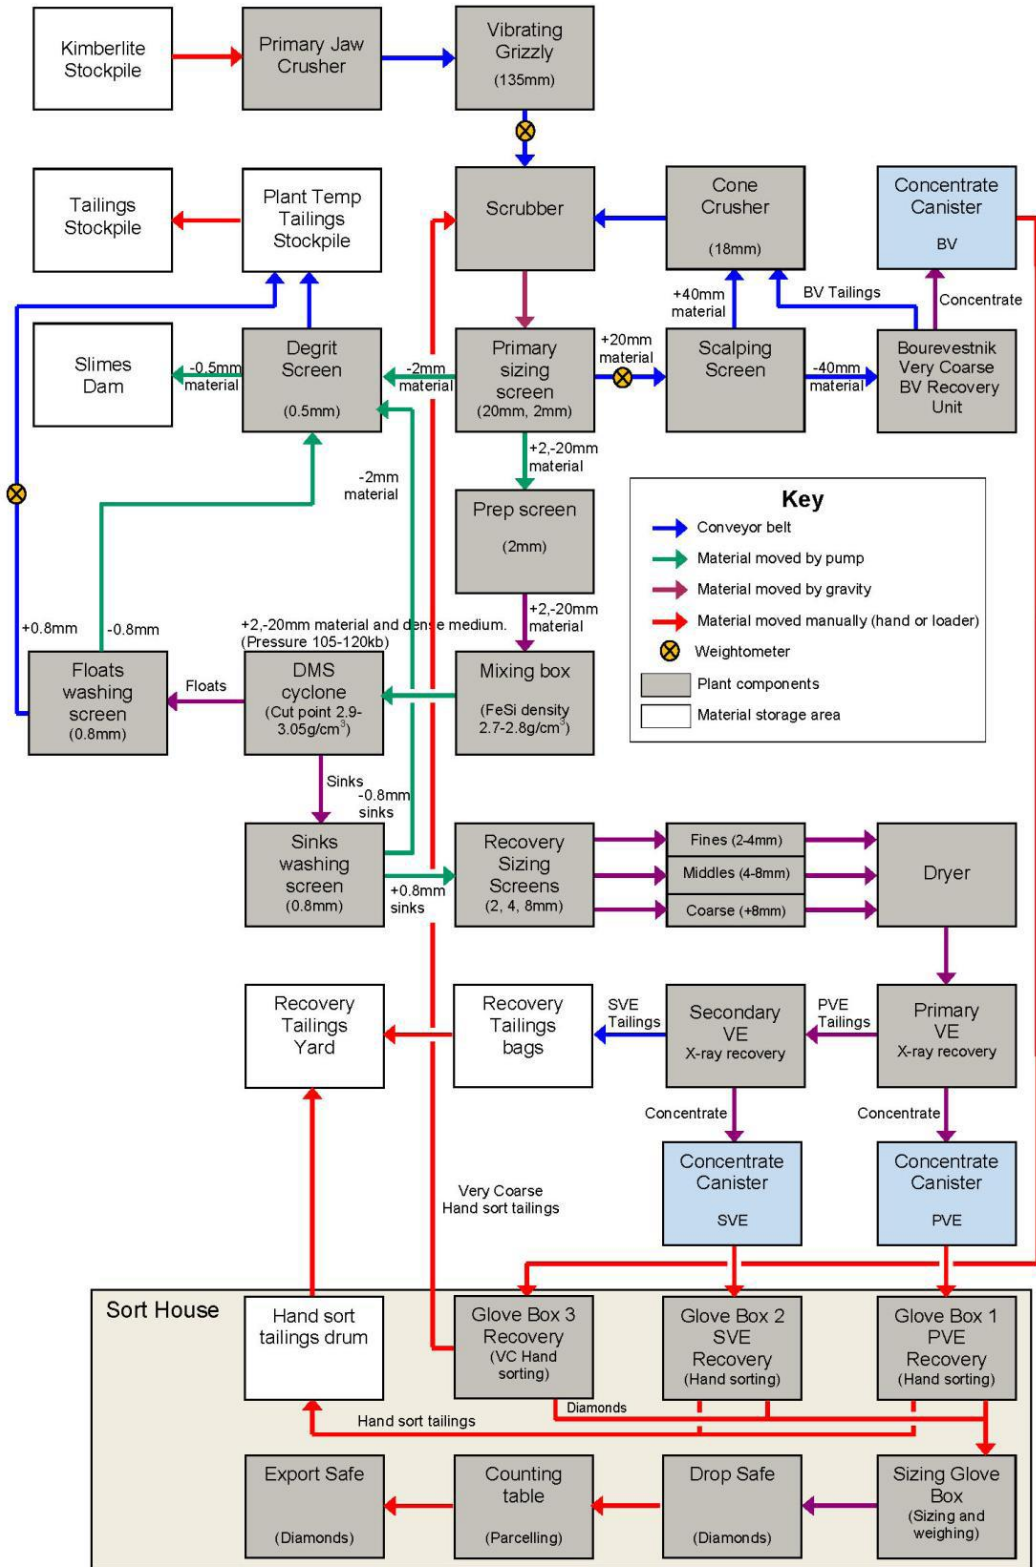 Kimberlite
Stockpile
Primary Jaw
Crusher
Vibrating
Grizzly
(135mm)
Tailings
Stockpile
Plant Temp
Tailings
Stockpile
Scrubber
Cone
Crusher
(18mm)
Concentrate
Canister
BV
+40mm
material
BV Tailings
Concentrate
Slimes
Dam
-0.5mm
material
Degrit
Screen
(0.5mm)
-2mm
material
Primary
sizing
screen
(20mm, 2mm)
+20mm
material
Scalping
Screen
-40mm
material
Bourevestnik
Very Coarse
BV Recovery
Unit
+2,-20mm
material
-2mm
material
Prep screen
(2mm)
Key
Conveyor belt
Material moved by pump
Material moved by gravity
Material moved manually (hand or loader)
Weightometer
Plant components
Material storage area
+2,-20mm
material
+0.8mm
-0.8mm
+2,-20mm material and dense medium.
(Pressure 105-120kb)
Floats
washing
screen
(0.8mm)
Floats
DMS
cyclone
(Cut point 2.9-
3.05g/cm³)
Mixing box
(FeSi density
2.7-2.8g/cm³)
Sinks
-0.8mm
sinks
Sinks
washing
screen
(0.8mm)
+0.8mm
sinks
Recovery
Sizing
Screens
(2, 4, 8mm)
Fines (2-4mm)
Middles (4-8mm)
Coarse (+8mm)
Dryer
Recovery
Tailings
Yard
Recovery
Tailings
bags
SVE
Tailings
Secondary
VE
X-ray recovery
PVE
Tailings
Primary
VE
X-ray recovery
Concentrate
Concentrate
Very Coarse
Hand sort tailings
Concentrate
Canister
SVE
Concentrate
Canister
PVE
Sort House
Hand sort
tailings drum
Glove Box 3
Recovery
(VC Hand
sorting)
Glove Box 2
SVE
Recovery
(Hand sorting)
Glove Box 1
PVE
Recovery
(Hand sorting)
Diamonds
Hand sort tailings
Export Safe
(Diamonds)
Counting
table
(Parcelling)
Drop Safe
(Diamonds)
Sizing Glove
Box
(Sizing and
weighing)